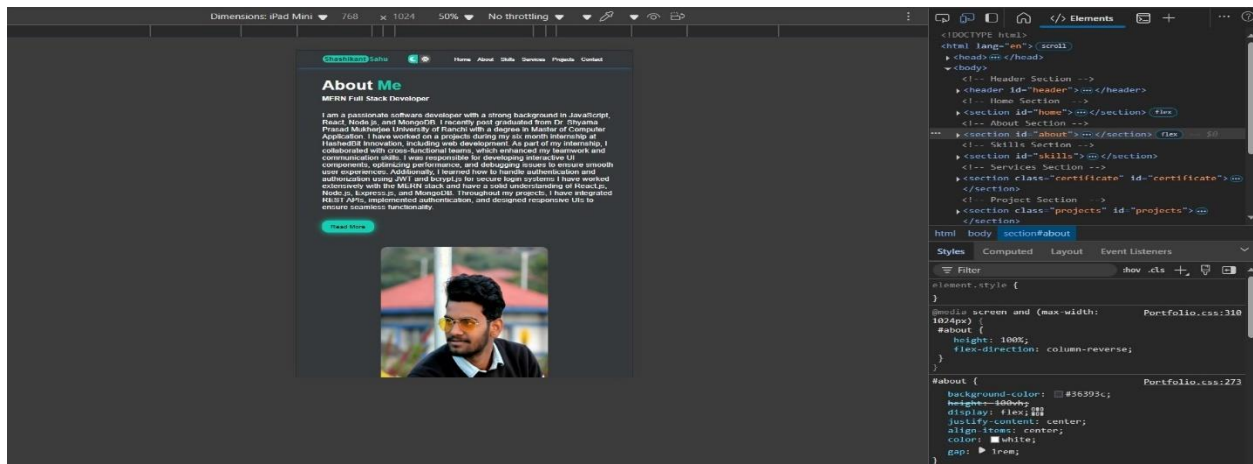 Dimensions: iPad Mini 768 x 1024 50% No throttling
Shashikant Sahu Home About Skills Services Projects Contact
About Me
MERN Full Stack Developer
I am a passionate software developer with a strong background in JavaScript,
React, Node.js, and MongoDB. I recently post graduated from Dr. Shyama
Prasad Mukherjee University of Ranchi with a degree in Master of Computer
Application. I have worked on a projects during my six month internship at
HashedBit Innovation, including web development. As part of my internship, I
collaborated with cross-functional teams, which enhanced my teamwork and
communication skills. I was responsible for developing interactive UI
components, optimizing performance, and debugging issues to ensure smooth
user experiences. Additionally, I learned how to handle authentication and
authorization using JWT and bcrypt.js for secure login systems I have worked
extensively with the MERN stack and have a solid understanding of React.js,
Node.js, Express.js, and MongoDB. Throughout my projects, I have integrated
REST APIs, implemented authentication, and designed responsive UIs to
ensure seamless functionality.
Read More
</> Elements
<!DOCTYPE html>
<html lang="en"> scroll
<head> ⋯ </head>
<body>
<!-- Header Section -->
<header id="header"> ⋯ </header>
<!-- Home Section -->
<section id="home"> ⋯ </section> flex
<!-- About Section -->
<section id="about"> ⋯ </section> flex == $0
<!-- Skills Section -->
<section id="skills"> ⋯ </section>
<!-- Services Section -->
<section class="certificate" id="certificate"> ⋯
</section>
<!-- Project Section -->
<section class="projects" id="projects"> ⋯
</section>
html body section#about
Styles Computed Layout Event Listeners
Filter :hov .cls
element.style {
}
@media screen and (max-width: Portfolio.css:310
1024px) {
#about {
height: 100%;
flex-direction: column-reverse;
}
}
#about { Portfolio.css:273
background-color: #36393c;
height: 100vh;
display: flex;
justify-content: center;
align-items: center;
color: white;
gap: 1rem;
}